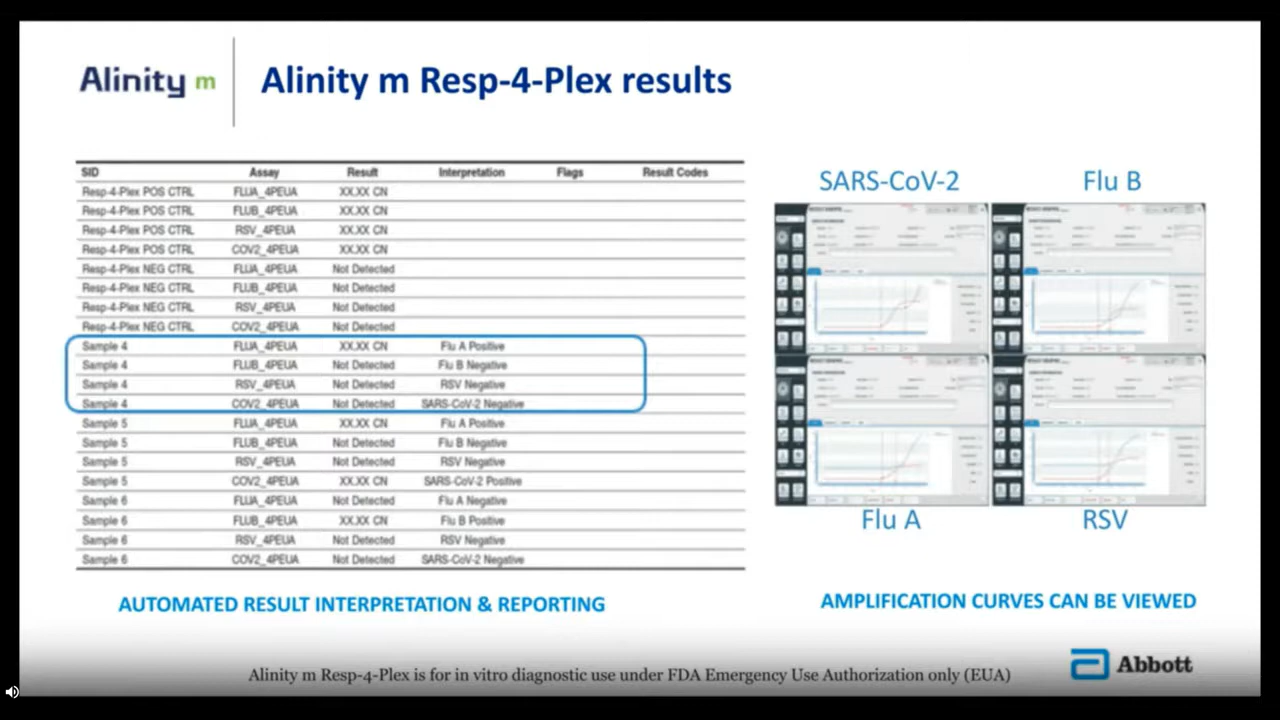 Alinity m
Alinity m Resp-4-Plex results
SID Assay Result Interpretation Flags Result Codes
Resp-4-Plex POS CTRL FLUA_4PEUA XX.XX CN
Resp-4-Plex POS CTRL FLUB_4PEUA XX.XX CN
Resp-4-Plex POS CTRL RSV_4PEUA XX.XX CN
Resp-4-Plex POS CTRL COV2_4PEUA XX.XX CN
Resp-4-Plex NEG CTRL FLUA_4PEUA Not Detected
Resp-4-Plex NEG CTRL FLUB_4PEUA Not Detected
Resp-4-Plex NEG CTRL RSV_4PEUA Not Detected
Resp-4-Plex NEG CTRL COV2_4PEUA Not Detected
Sample 4 FLUA_4PEUA XX.XX CN Flu A Positive
Sample 4 FLUB_4PEUA Not Detected Flu B Negative
Sample 4 RSV_4PEUA Not Detected RSV Negative
Sample 4 COV2_4PEUA Not Detected SARS-CoV-2 Negative
Sample 5 FLUA_4PEUA XX.XX CN Flu A Positive
Sample 5 FLUB_4PEUA Not Detected Flu B Negative
Sample 5 RSV_4PEUA Not Detected RSV Negative
Sample 5 COV2_4PEUA XX.XX CN SARS-CoV-2 Positive
Sample 6 FLUA_4PEUA Not Detected Flu A Negative
Sample 6 FLUB_4PEUA XX.XX CN Flu B Positive
Sample 6 RSV_4PEUA Not Detected RSV Negative
Sample 6 COV2_4PEUA Not Detected SARS-CoV-2 Negative
AUTOMATED RESULT INTERPRETATION & REPORTING
SARS-CoV-2 Flu B
Flu A RSV
AMPLIFICATION CURVES CAN BE VIEWED
Alinity m Resp-4-Plex is for in vitro diagnostic use under FDA Emergency Use Authorization only (EUA)
Abbott